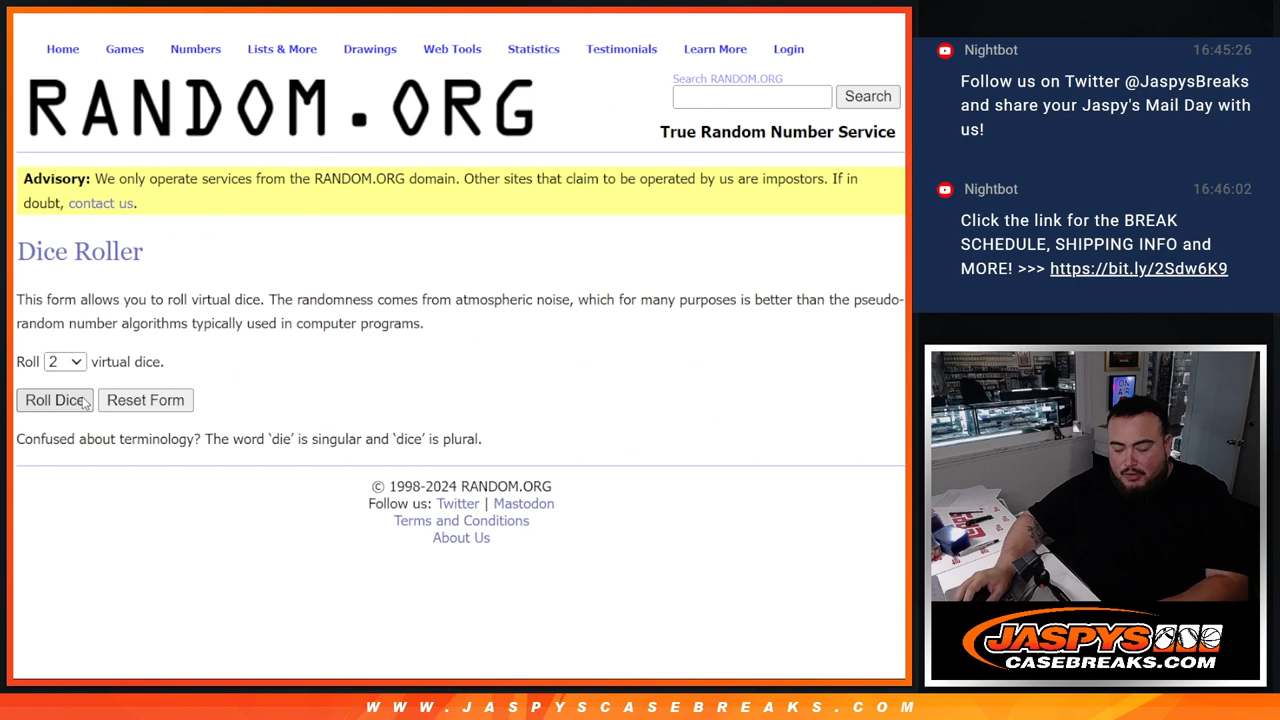 Home Games Numbers Lists & More Drawings Web Tools Statistics Testimonials Learn More Login
RANDOM.ORG
Search RANDOM.ORG
Search
True Random Number Service
Advisory: We only operate services from the RANDOM.ORG domain. Other sites that claim to be operated by us are impostors. If in
doubt, contact us.
Dice Roller
This form allows you to roll virtual dice. The randomness comes from atmospheric noise, which for many purposes is better than the pseudo-
random number algorithms typically used in computer programs.
Roll 2 virtual dice.
Roll Dice Reset Form
Confused about terminology? The word ‘die’ is singular and ‘dice’ is plural.
© 1998-2024 RANDOM.ORG
Follow us: Twitter | Mastodon
Terms and Conditions
About Us
Nightbot 16:45:26
Follow us on Twitter @JaspysBreaks
and share your Jaspy's Mail Day with
us!
Nightbot 16:46:02
Click the link for the BREAK
SCHEDULE, SHIPPING INFO and
MORE! >>> https://bit.ly/2Sdw6K9
ON
AIR
JASPYS
CASEBREAKS.COM
WWW.JASPYSCASEBREAKS.COM